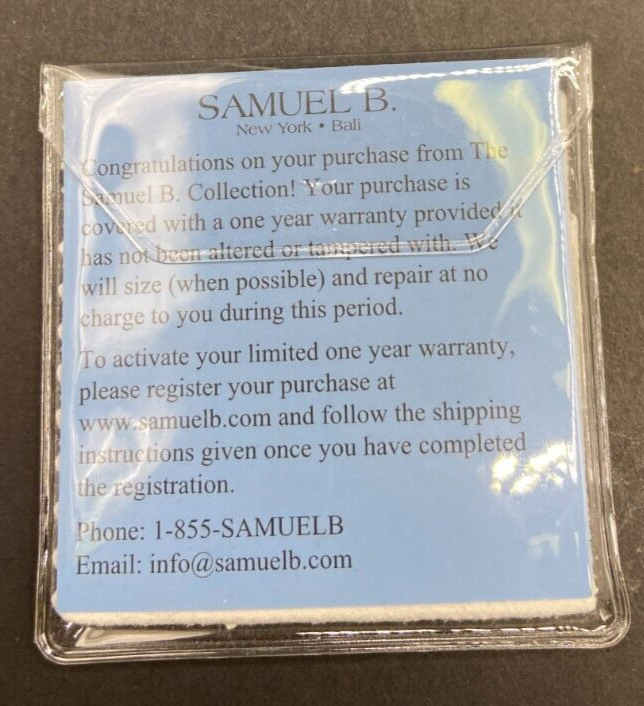 SAMUEL B.
New York • Bali
Congratulations on your purchase from The
Samuel B. Collection! Your purchase is
covered with a one year warranty provided it
has not been altered or tampered with. We
will size (when possible) and repair at no
charge to you during this period.
To activate your limited one year warranty,
please register your purchase at
www.samuelb.com and follow the shipping
instructions given once you have completed
the registration.
Phone: 1-855-SAMUELB
Email: info@samuelb.com